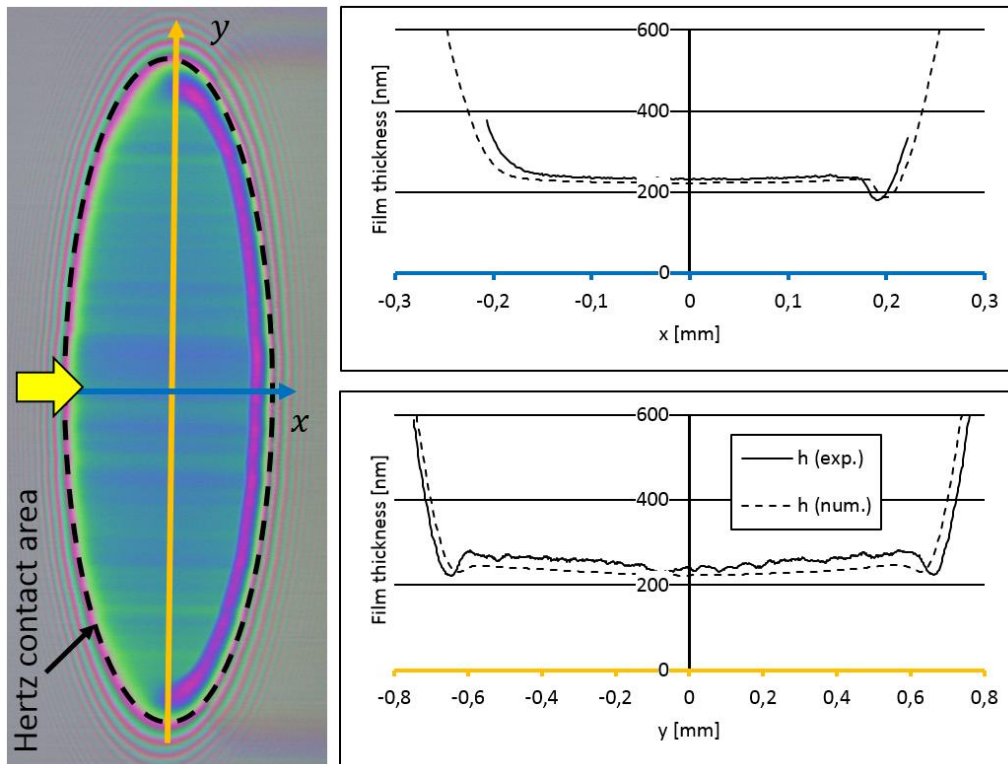 y
x
Hertz contact area
Film thickness [nm]
600
400
200
0
-0,3
-0,2
-0,1
0
0,1
0,2
0,3
x [mm]
Film thickness [nm]
600
400
200
0
h (exp.)
h (num.)
-0,8
-0,6
-0,4
-0,2
0
0,2
0,4
0,6
0,8
y [mm]